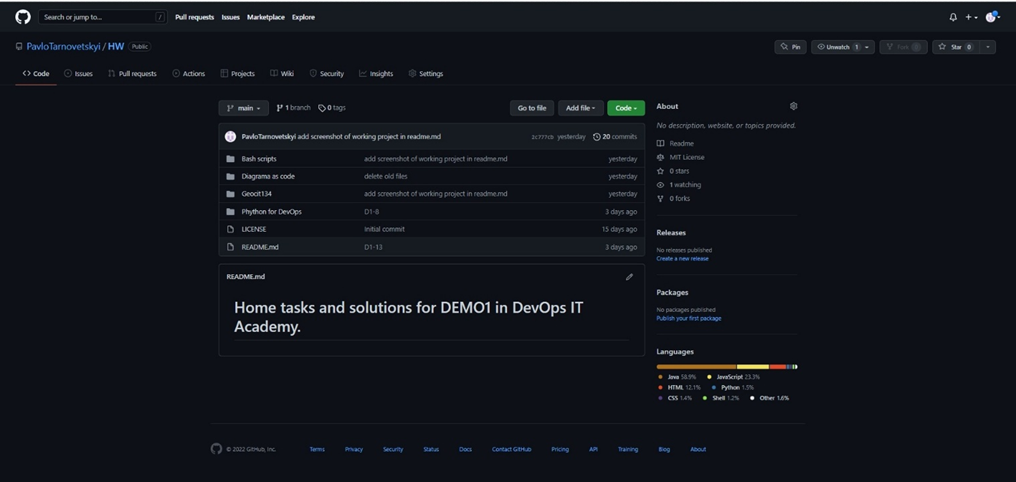 Search or jump to... /
Pull requests Issues Marketplace Explore
PavloTarnovetskyi / HW Public
Pin Unwatch 1 Fork Star 0
Code Issues Pull requests Actions Projects Wiki Security Insights Settings
main 1 branch 0 tags Go to file Add file Code
PavloTarnovetskyi add screenshot of working project in readme.md yesterday 20 commits
Bash scripts add screenshot of working project in readme.md yesterday
Diagrama as code delete old files yesterday
Geocit134 add screenshot of working project in readme.md yesterday
Phython for DevOps D1-8 3 days ago
LICENSE Initial commit 15 days ago
README.md D1-13 3 days ago
README.md
Home tasks and solutions for DEMO1 in DevOps IT
Academy.
About
No description, website, or topics provided.
Readme
MIT License
0 stars
1 watching
0 forks
Releases
No releases published
Create a new release
Packages
No packages published
Publish your first package
Languages
Java 58.9% JavaScript 23.3%
HTML 12.1% Python 1.5%
CSS 1.4% Shell 1.2% Other 1.6%
© 2022 GitHub, Inc. Terms Privacy Security Status Docs Contact GitHub Pricing API Training Blog About